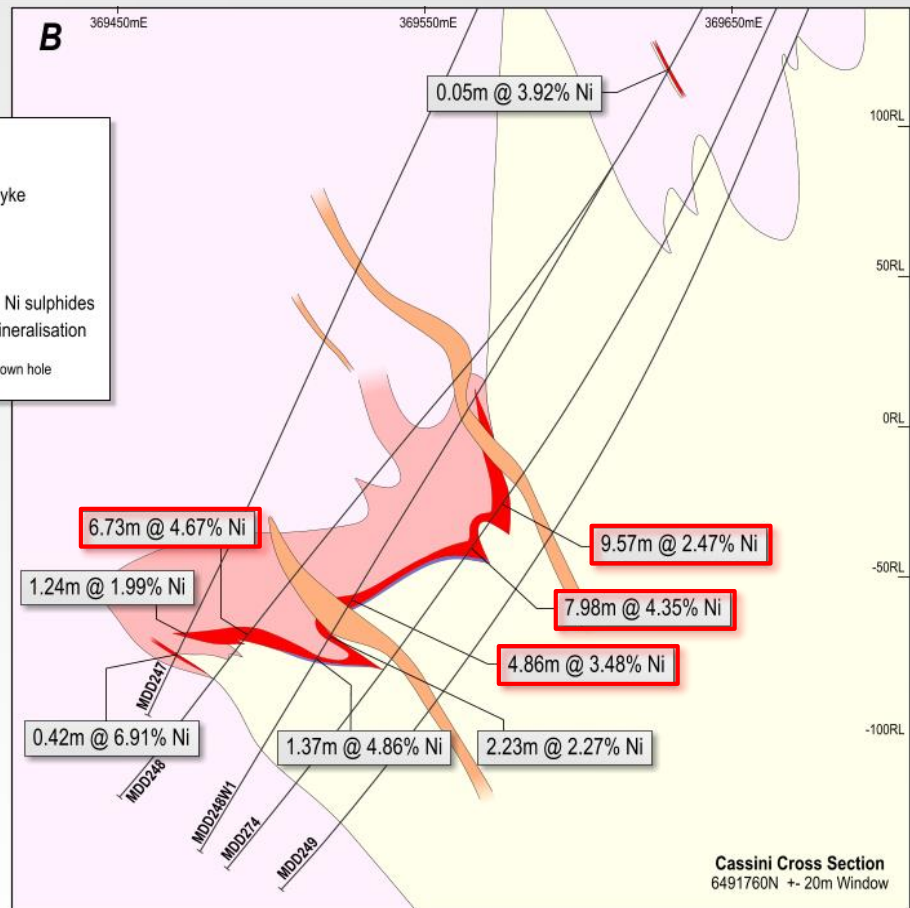 369450mE
369550mE
369650mE
B
0.05m @ 3.92% Ni
100RL
yke
50RL
Ni sulphides
ineralisation
own hole
0RL
6.73m @ 4.67% Ni
9.57m @ 2.47% Ni
1.24m @ 1.99% Ni
-50RL
7.98m @ 4.35% Ni
4.86m @ 3.48% Ni
MDD247
0.42m @ 6.91% Ni
1.37m @ 4.86% Ni
2.23m @ 2.27% Ni
-100RL
MDD248
MDD248W1
MDD274
MDD249
Cassini Cross Section
6491760N +- 20m Window